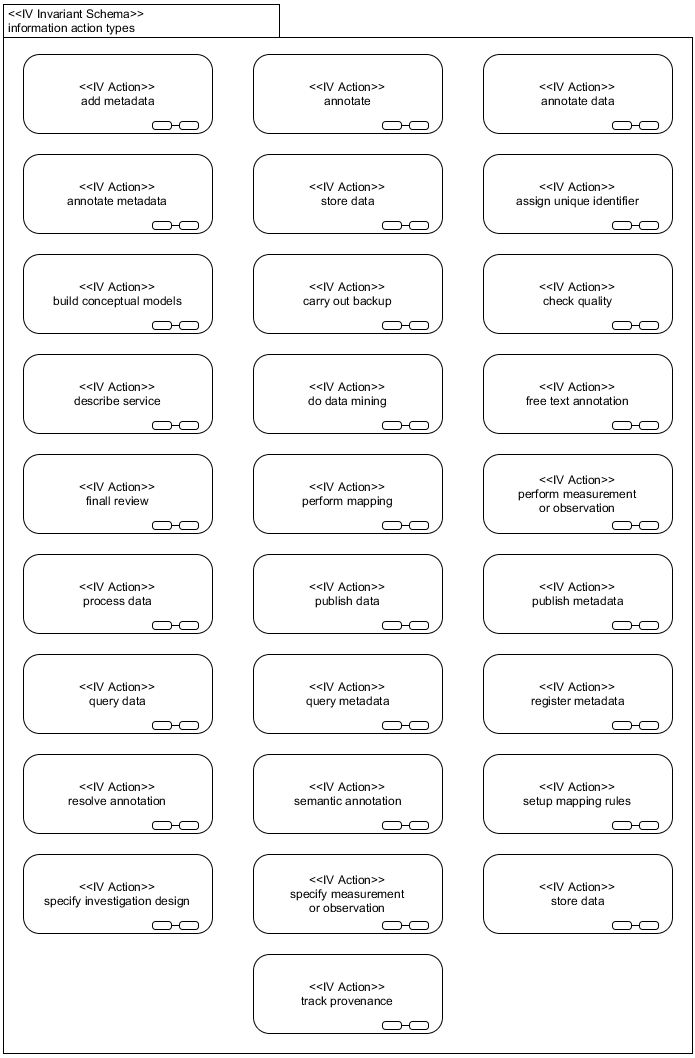 <<IV Invariant Schema>>
information action types
<<IV Action>>
add metadata
<<IV Action>>
annotate
<<IV Action>>
annotate data
<<IV Action>>
annotate metadata
<<IV Action>>
store data
<<IV Action>>
assign unique identifier
<<IV Action>>
build conceptual models
<<IV Action>>
carry out backup
<<IV Action>>
check quality
<<IV Action>>
describe service
<<IV Action>>
do data mining
<<IV Action>>
free text annotation
<<IV Action>>
finall review
<<IV Action>>
perform mapping
<<IV Action>>
perform measurement
or observation
<<IV Action>>
process data
<<IV Action>>
publish data
<<IV Action>>
publish metadata
<<IV Action>>
query data
<<IV Action>>
query metadata
<<IV Action>>
register metadata
<<IV Action>>
resolve annotation
<<IV Action>>
semantic annotation
<<IV Action>>
setup mapping rules
<<IV Action>>
specify investigation design
<<IV Action>>
specify measurement
or observation
<<IV Action>>
store data
<<IV Action>>
track provenance